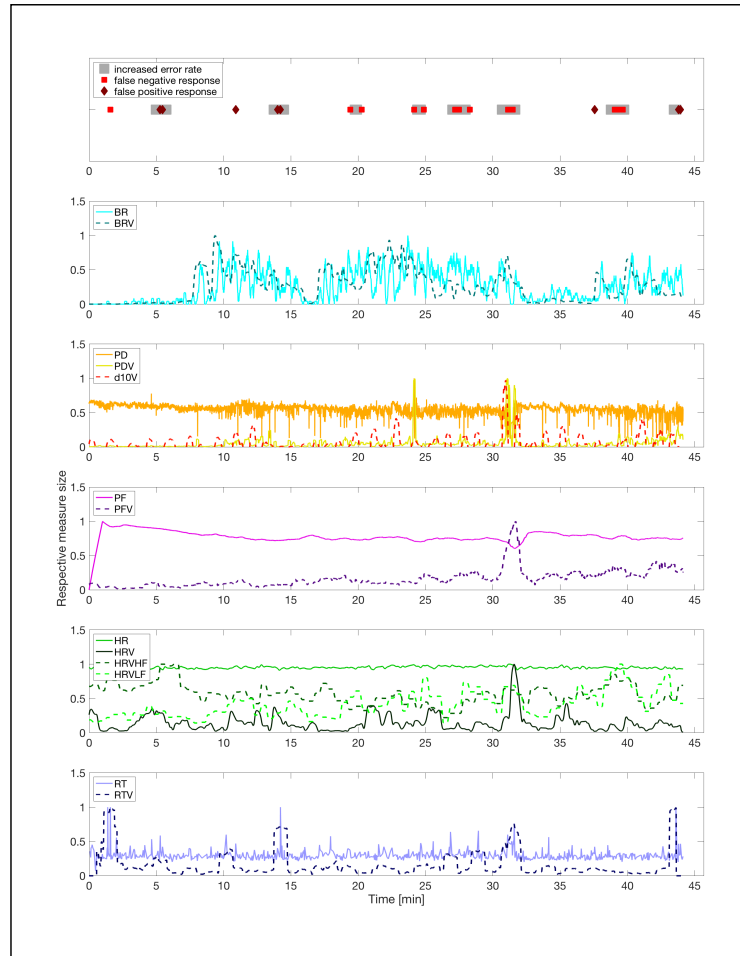 increased error rate
false negative response
false positive response
0 5 10 15 20 25 30 35 40 45
1.5
BR
BRV
1
0.5
0
0 5 10 15 20 25 30 35 40 45
1.5
PD
PDV
1
d10V
0.5
0
0 5 10 15 20 25 30 35 40 45
Respective measure size
1.5
PF
PFV
1
0.5
0
0 5 10 15 20 25 30 35 40 45
1.5
HR
HRV
HRVHF
1
HRVLF
0.5
0
0 5 10 15 20 25 30 35 40 45
1.5
RT
RTV
1
0.5
0
0 5 10 15 20 25 30 35 40 45
Time [min]